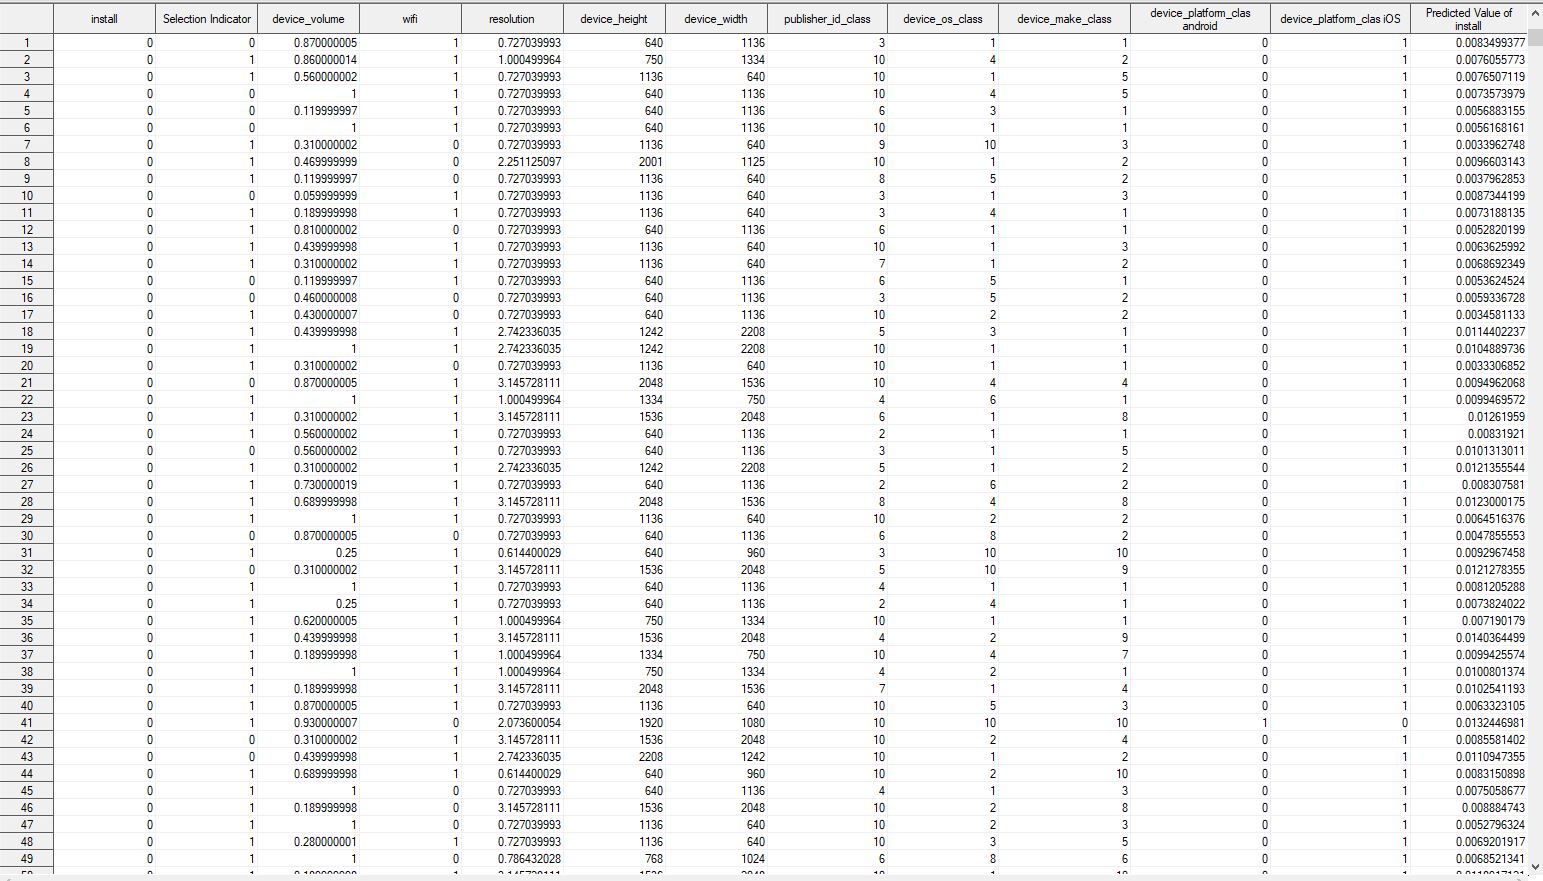 install Selection Indicator device_volume wifi resolution device_height device_width publisher_id_class device_os_class device_make_class device_platform_clas android device_platform_clas iOS Predicted Value of install
1 0 0 0.870000005 1 0.727039993 640 1136 3 1 1 0 1 0.0083499377
2 0 1 0.860000014 1 1.000499964 750 1334 10 4 2 0 1 0.0076055773
3 0 1 0.560000002 1 0.727039993 1136 640 10 1 5 0 1 0.0076507119
4 0 0 1 1 0.727039993 640 1136 10 4 5 0 1 0.0073573979
5 0 0 0.119999997 1 0.727039993 640 1136 6 3 1 0 1 0.0056883155
6 0 0 1 1 0.727039993 640 1136 10 1 1 0 1 0.0056168161
7 0 1 0.310000002 0 0.727039993 1136 640 9 10 3 0 1 0.0033962748
8 0 1 0.469999999 0 2.251125097 2001 1125 10 1 2 0 1 0.0096603143
9 0 1 0.119999997 0 0.727039993 1136 640 8 5 2 0 1 0.0037962853
10 0 0 0.059999999 1 0.727039993 1136 640 3 1 3 0 1 0.0087344199
11 0 1 0.189999998 1 0.727039993 1136 640 3 4 1 0 1 0.0073188135
12 0 1 0.810000002 0 0.727039993 640 1136 6 1 1 0 1 0.0052820199
13 0 1 0.439999998 1 0.727039993 1136 640 10 1 3 0 1 0.0063625992
14 0 1 0.310000002 1 0.727039993 1136 640 7 1 2 0 1 0.0068692349
15 0 0 0.119999997 1 0.727039993 640 1136 6 5 1 0 1 0.0053624524
16 0 0 0.460000008 0 0.727039993 640 1136 3 5 2 0 1 0.0059336728
17 0 1 0.430000007 0 0.727039993 640 1136 10 2 2 0 1 0.0034581133
18 0 1 0.439999998 1 2.742336035 1242 2208 5 3 1 0 1 0.0114402237
19 0 1 1 1 2.742336035 1242 2208 10 1 1 0 1 0.0104889736
20 0 1 0.310000002 0 0.727039993 1136 640 10 1 1 0 1 0.0033306852
21 0 0 0.870000005 1 3.145728111 2048 1536 10 4 4 0 1 0.0094962068
22 0 1 1 1 1.000499964 1334 750 4 6 1 0 1 0.0099469572
23 0 1 0.310000002 1 3.145728111 1536 2048 6 1 8 0 1 0.01261959
24 0 1 0.560000002 1 0.727039993 640 1136 2 1 1 0 1 0.00831921
25 0 0 0.560000002 1 0.727039993 640 1136 3 1 5 0 1 0.0101313011
26 0 1 0.310000002 1 2.742336035 1242 2208 5 1 2 0 1 0.0121355544
27 0 1 0.730000019 1 0.727039993 640 1136 2 6 2 0 1 0.008307581
28 0 1 0.689999998 1 3.145728111 2048 1536 8 4 8 0 1 0.0123000175
29 0 1 1 1 0.727039993 1136 640 10 2 2 0 1 0.0064516376
30 0 0 0.870000005 0 0.727039993 640 1136 6 8 2 0 1 0.0047855553
31 0 1 0.25 1 0.614400029 640 960 3 10 10 0 1 0.0092967458
32 0 0 0.310000002 1 3.145728111 1536 2048 5 10 9 0 1 0.0121278355
33 0 1 1 1 0.727039993 640 1136 4 1 1 0 1 0.0081205288
34 0 1 0.25 1 0.727039993 640 1136 2 4 1 0 1 0.0073824022
35 0 1 0.620000005 1 1.000499964 750 1334 10 1 1 0 1 0.007190179
36 0 1 0.439999998 1 3.145728111 1536 2048 4 2 9 0 1 0.0140364499
37 0 1 0.189999998 1 1.000499964 1334 750 10 4 7 0 1 0.0099425574
38 0 1 1 1 1.000499964 750 1334 4 2 1 0 1 0.0100801374
39 0 1 0.189999998 1 3.145728111 2048 1536 7 1 4 0 1 0.0102541193
40 0 1 0.870000005 1 0.727039993 1136 640 10 5 3 0 1 0.0063323105
41 0 1 0.930000007 0 2.073600054 1920 1080 10 10 10 1 0 0.0132446981
42 0 0 0.310000002 1 3.145728111 1536 2048 10 2 4 0 1 0.0085581402
43 0 0 0.439999998 1 2.742336035 2208 1242 10 1 2 0 1 0.0110947355
44 0 1 0.689999998 1 0.614400029 640 960 10 2 10 0 1 0.0083150898
45 0 1 1 0 0.727039993 640 1136 4 1 3 0 1 0.0075058677
46 0 1 0.189999998 0 3.145728111 1536 2048 10 2 8 0 1 0.008884743
47 0 1 1 0 0.727039993 1136 640 10 2 3 0 1 0.0052796324
48 0 1 0.280000001 1 0.727039993 1136 640 10 3 5 0 1 0.0069201917
49 0 1 1 0 0.786432028 768 1024 6 8 6 0 1 0.0068521341